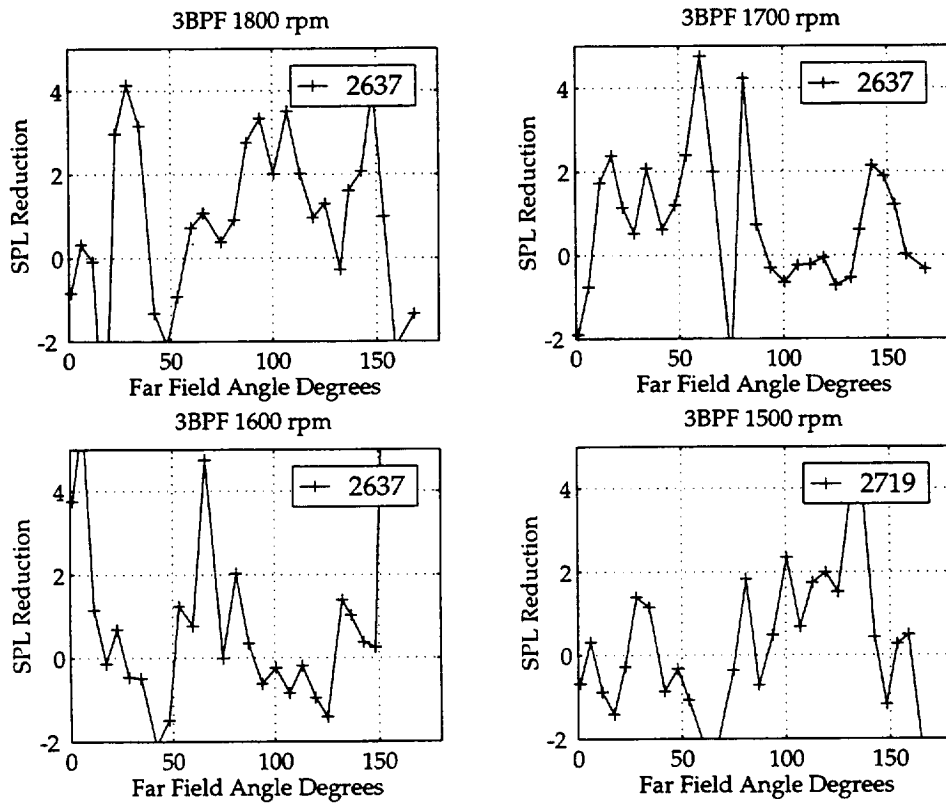 3BPF 1800 rpm
4
2
0
-2
SPL Reduction
2637
0 50 100 150
Far Field Angle Degrees
3BPF 1700 rpm
4
2
0
-2
SPL Reduction
2637
0 50 100 150
Far Field Angle Degrees
3BPF 1600 rpm
4
2
0
-2
SPL Reduction
2637
0 50 100 150
Far Field Angle Degrees
3BPF 1500 rpm
4
2
0
-2
SPL Reduction
2719
0 50 100 150
Far Field Angle Degrees